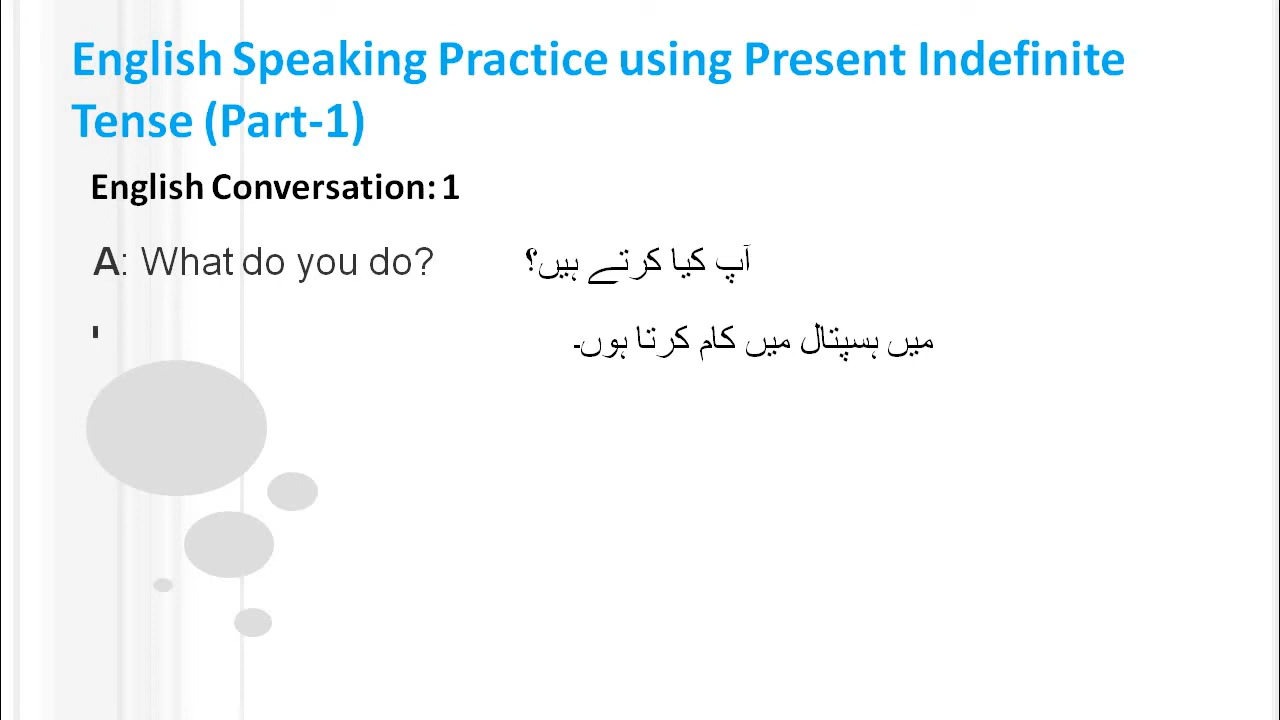 English Speaking Practice using Present Indefinite
Tense (Part-1)
English Conversation: 1
A: What do you do? آپ کیا کرتے ہیں؟
میں ہسپتال میں کام کرتا ہوں۔